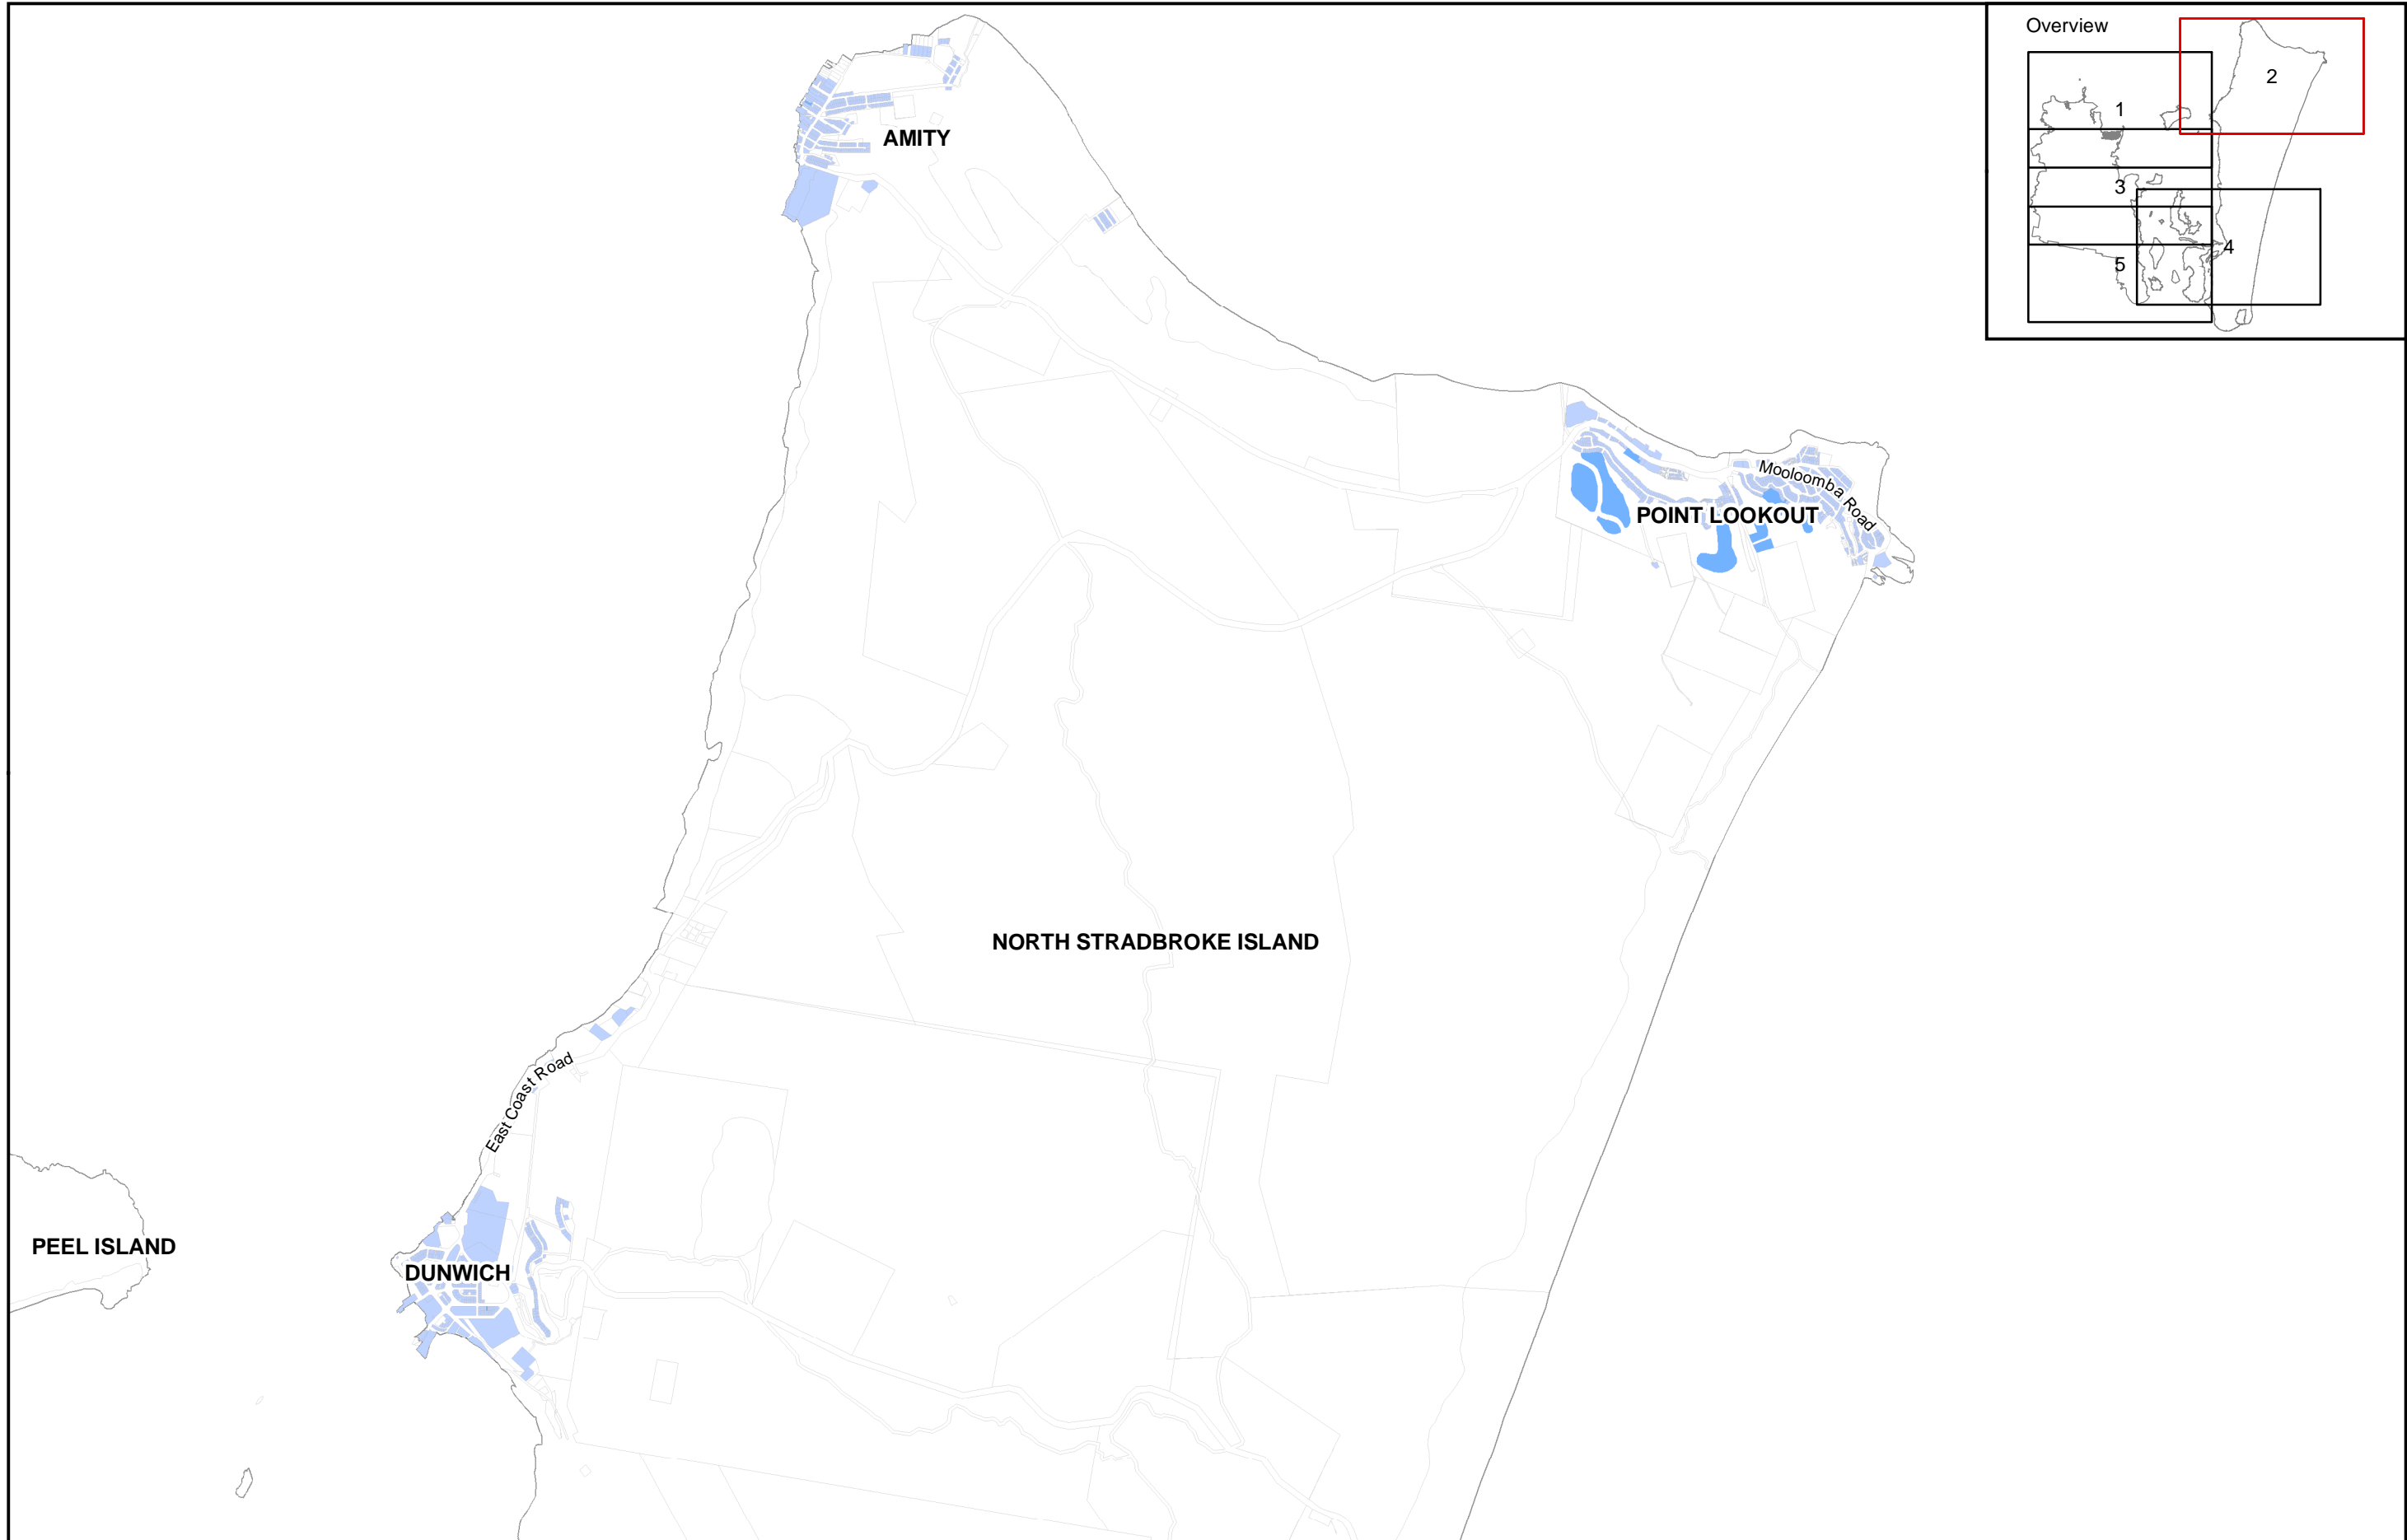 Overview
2
1
3
4
5
AMITY
Mooloomba Road
POINT LOOKOUT
NORTH STRADBROKE ISLAND
East Coast Road
PEEL ISLAND
DUNWICH